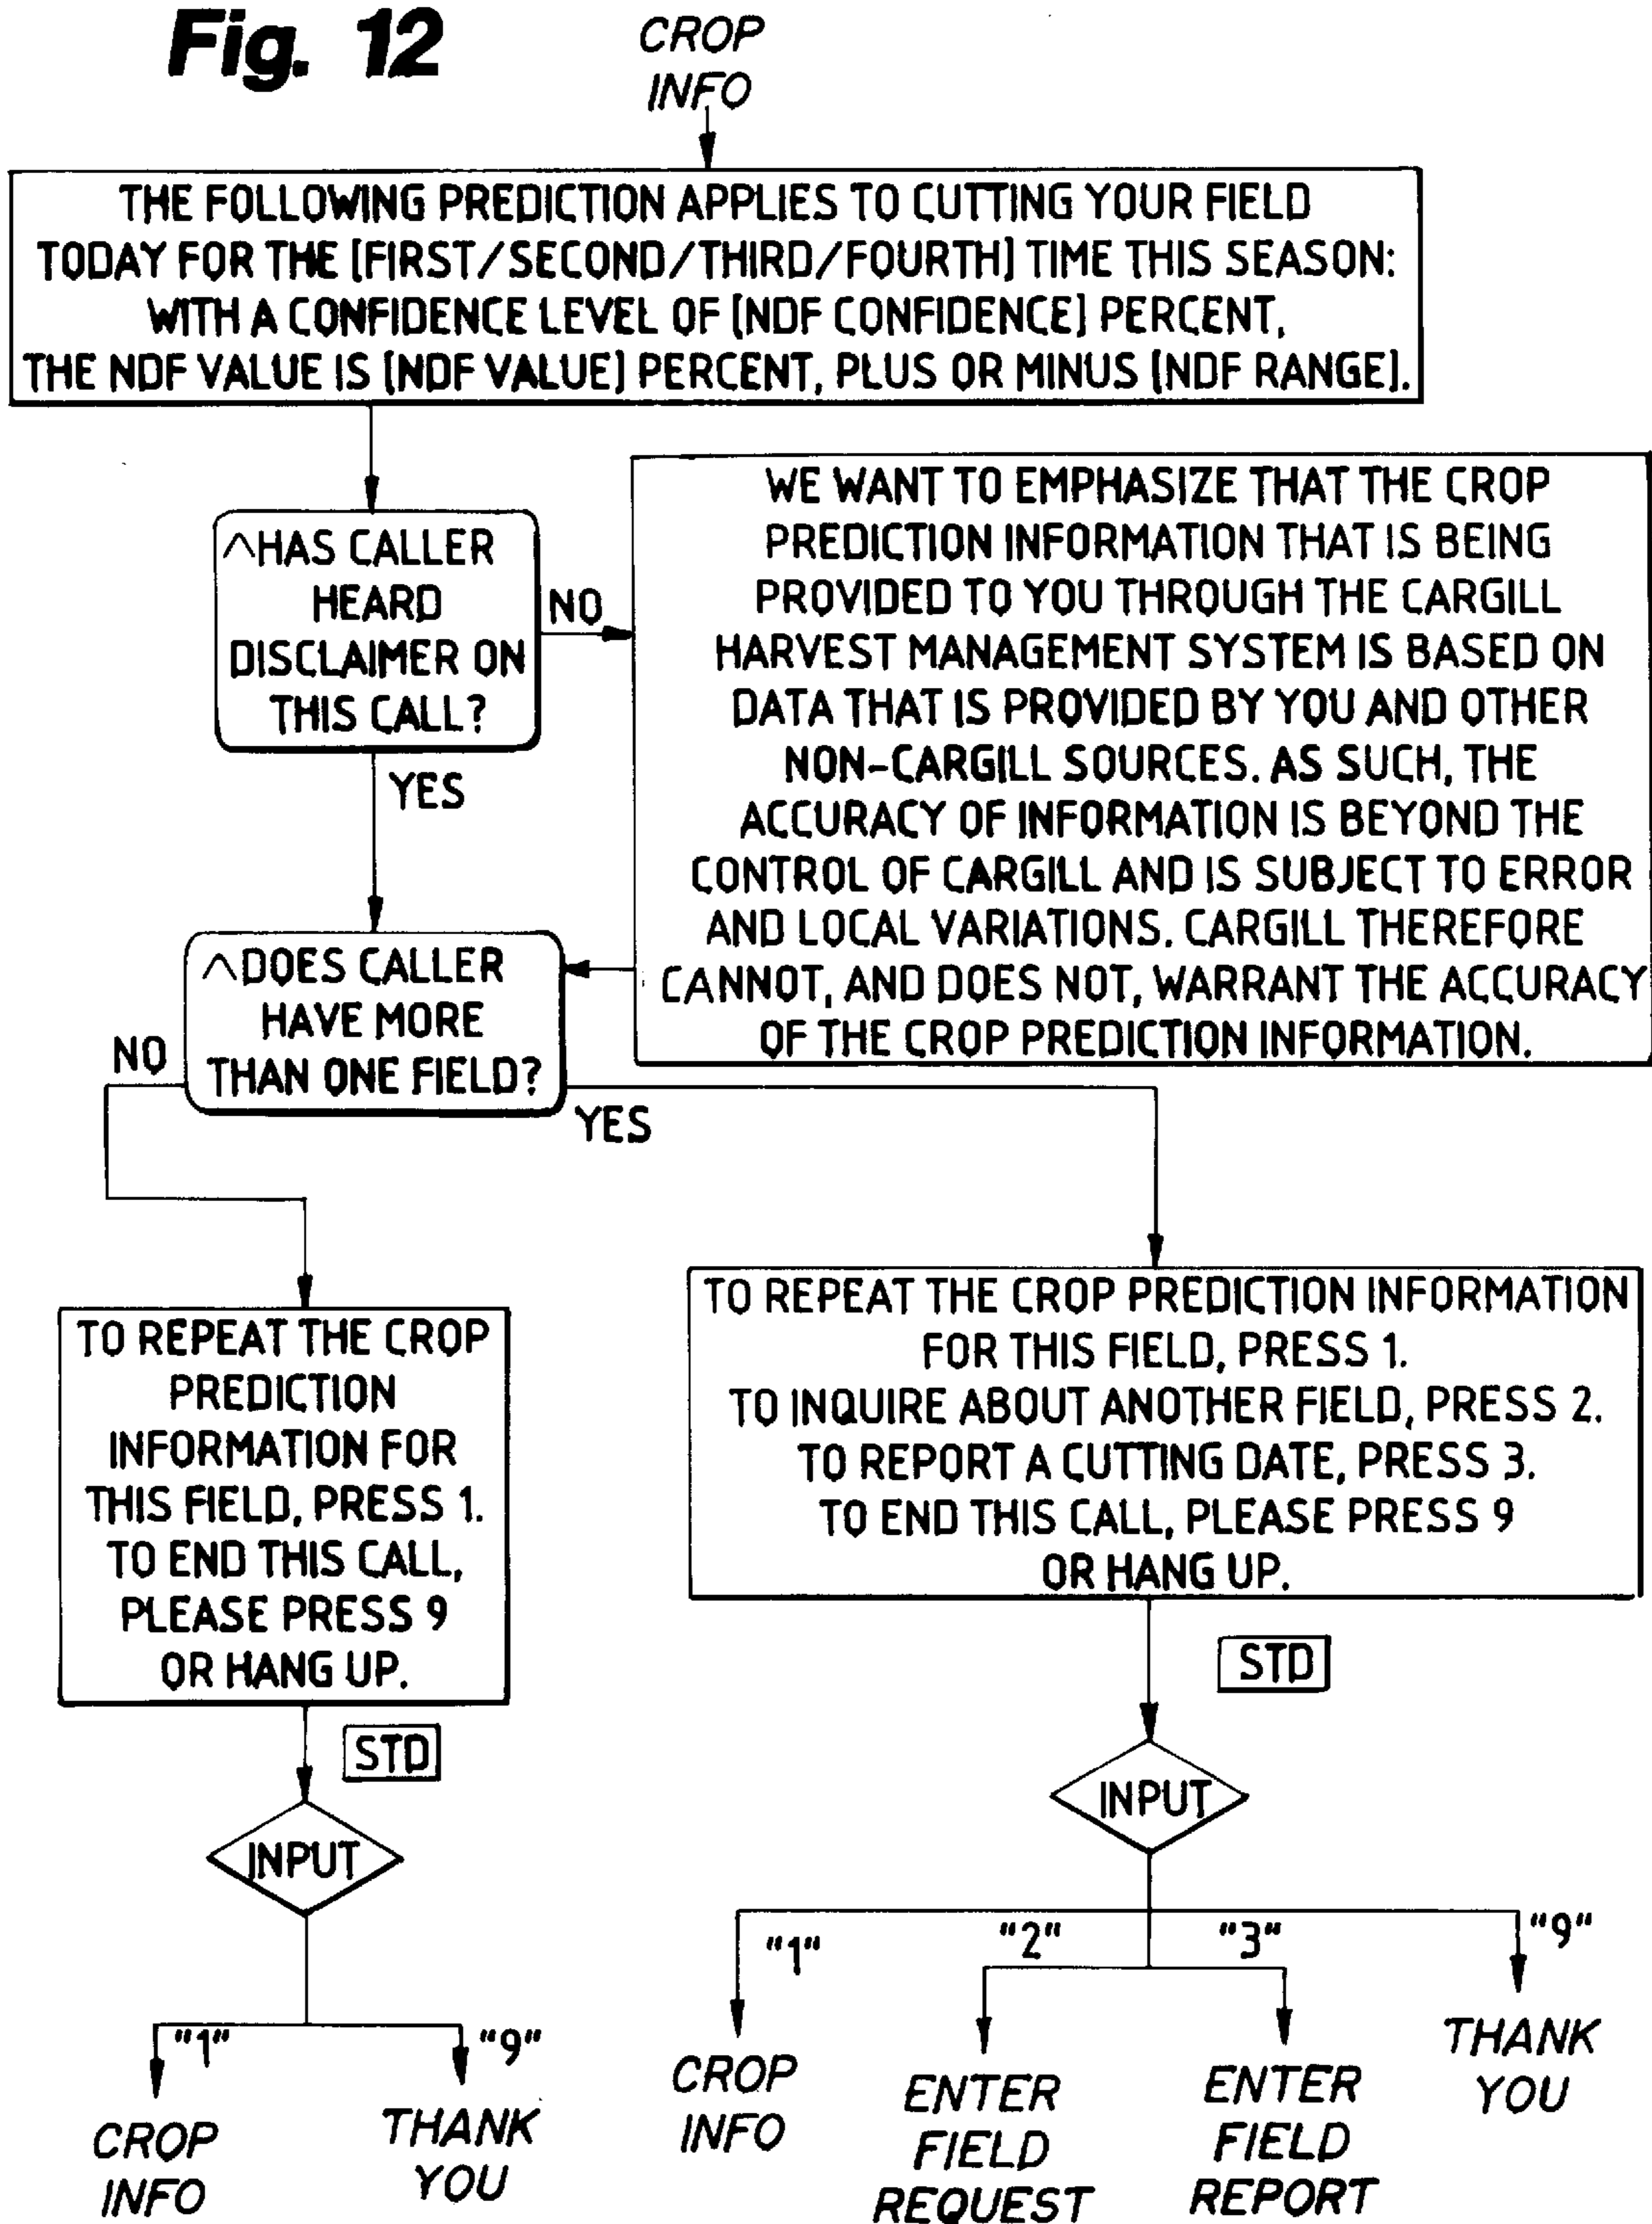 Fig. 12
CROP
INFO
THE FOLLOWING PREDICTION APPLIES TO CUTTING YOUR FIELD
TODAY FOR THE [FIRST/SECOND/THIRD/FOURTH] TIME THIS SEASON:
WITH A CONFIDENCE LEVEL OF [NDF CONFIDENCE] PERCENT,
THE NDF VALUE IS [NDF VALUE] PERCENT, PLUS OR MINUS [NDF RANGE].
^HAS CALLER
HEARD
DISCLAIMER ON
THIS CALL?
NO
YES
WE WANT TO EMPHASIZE THAT THE CROP
PREDICTION INFORMATION THAT IS BEING
PROVIDED TO YOU THROUGH THE CARGILL
HARVEST MANAGEMENT SYSTEM IS BASED ON
DATA THAT IS PROVIDED BY YOU AND OTHER
NON-CARGILL SOURCES. AS SUCH, THE
ACCURACY OF INFORMATION IS BEYOND THE
CONTROL OF CARGILL AND IS SUBJECT TO ERROR
AND LOCAL VARIATIONS. CARGILL THEREFORE
CANNOT, AND DOES NOT, WARRANT THE ACCURACY
OF THE CROP PREDICTION INFORMATION.
^DOES CALLER
HAVE MORE
THAN ONE FIELD?
NO
YES
TO REPEAT THE CROP
PREDICTION
INFORMATION FOR
THIS FIELD, PRESS 1.
TO END THIS CALL,
PLEASE PRESS 9
OR HANG UP.
STD
INPUT
"1"
"9"
CROP
INFO
THANK
YOU
TO REPEAT THE CROP PREDICTION INFORMATION
FOR THIS FIELD, PRESS 1.
TO INQUIRE ABOUT ANOTHER FIELD, PRESS 2.
TO REPORT A CUTTING DATE, PRESS 3.
TO END THIS CALL, PLEASE PRESS 9
OR HANG UP.
STD
INPUT
"1"
"2"
"3"
"9"
CROP
INFO
ENTER
FIELD
REQUEST
ENTER
FIELD
REPORT
THANK
YOU